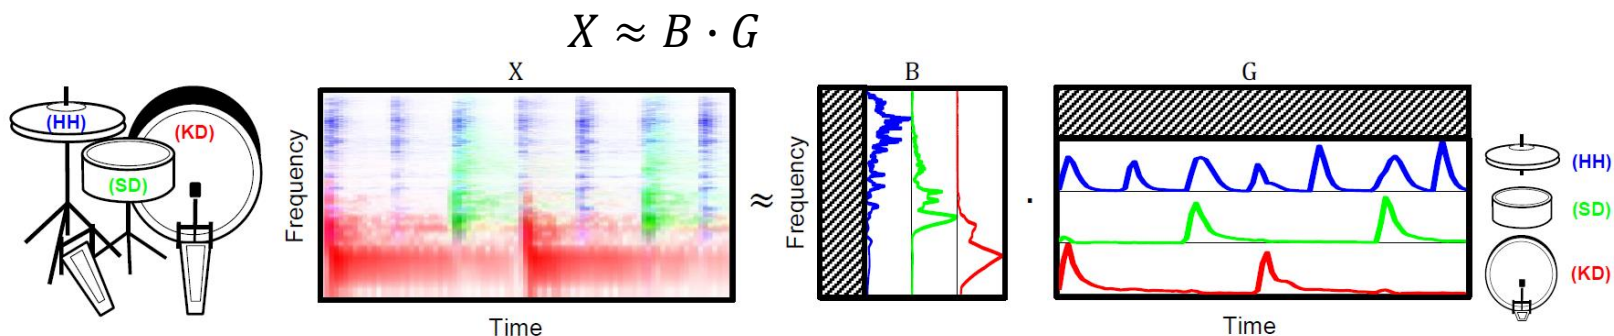 X ≈ B · G
X
B
G
(HH)
(KD)
(SD)
Frequency
Time
≈
Frequency
·
Time
(HH)
(SD)
(KD)